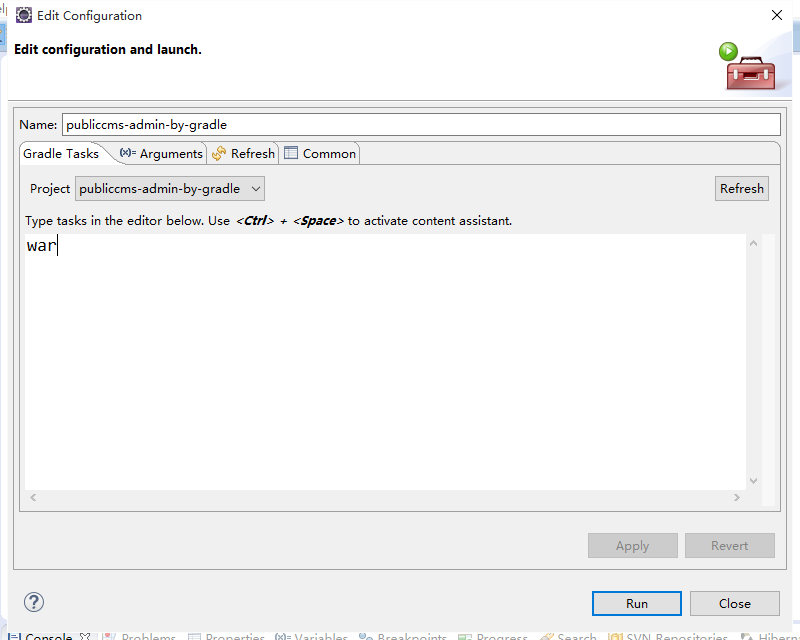 Edit Configuration
Edit configuration and launch.
Name: publiccms-admin-by-gradle
Gradle Tasks (x)= Arguments Refresh Common
Project publiccms-admin-by-gradle Refresh
Type tasks in the editor below. Use <Ctrl> + <Space> to activate content assistant.
war
Apply Revert
? Run Close
Console Problems Properties (x)= Variables Breakpoints Progress Search SVN Repositories Hibern